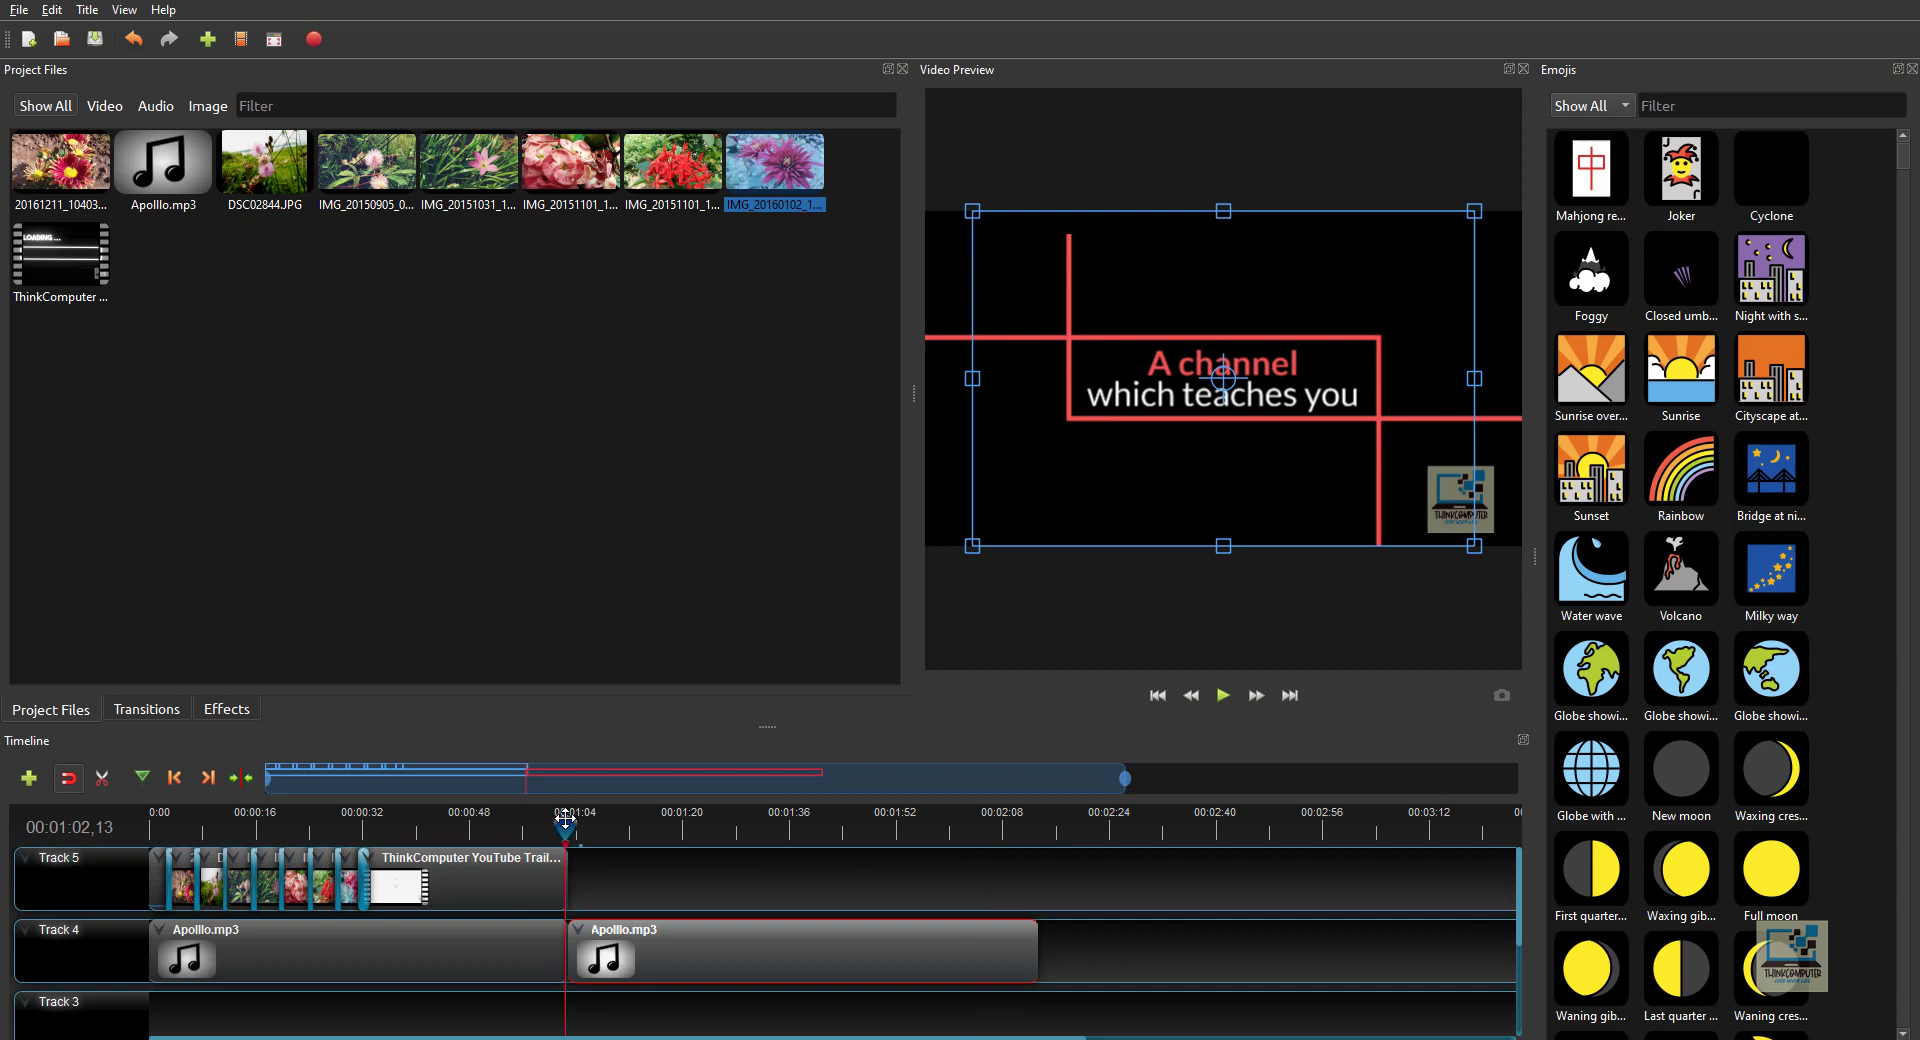 File Edit Title View Help
Project Files
Video Preview
Emojis
Show All Video Audio Image Filter
Show All Filter
20161211_10403...
Apolllo.mp3
DSC02844.JPG
IMG_20150905_0...
IMG_20151031_1...
IMG_20151101_1...
IMG_20151101_1...
IMG_20160102_1...
LOADING ...
ThinkComputer ...
A channel
which teaches you
THINKCOMPUTER
Mahjong re...
Joker
Cyclone
Foggy
Closed umb...
Night with s...
Sunrise over...
Sunrise
Cityscape at...
Sunset
Rainbow
Bridge at ni...
Water wave
Volcano
Milky way
Globe showi...
Globe showi...
Globe showi...
Globe with ...
New moon
Waxing cres...
First quarter...
Waxing gib...
Full moon
Waning gib...
Last quarter ...
Waning cres...
THINKCOMPUTER
Project Files Transitions Effects
Timeline
0:00 00:00:16 00:00:32 00:00:48 00:01:04 00:01:20 00:01:36 00:01:52 00:02:08 00:02:24 00:02:40 00:02:56 00:03:12
00:01:02,13
Track 5
ThinkComputer YouTube Trail...
Track 4
Apolllo.mp3
Apolllo.mp3
Track 3